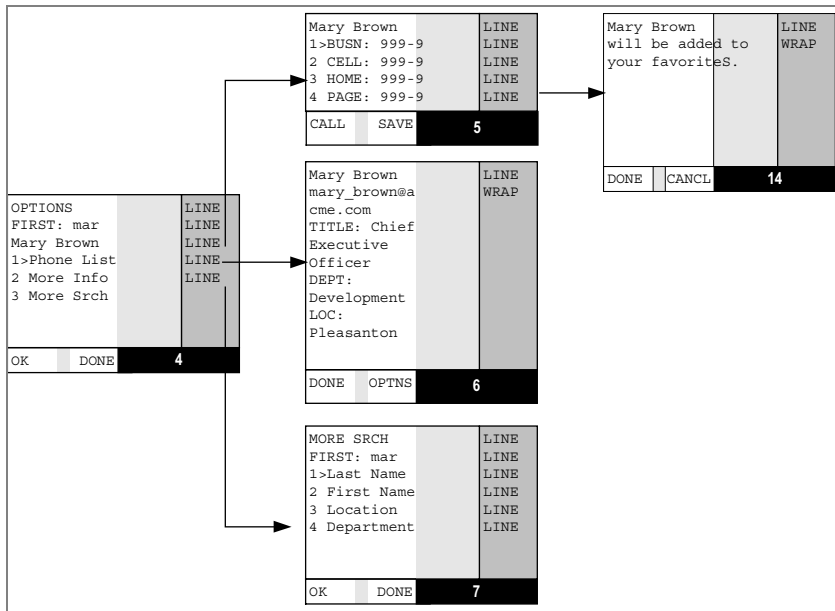 OPTIONS LINE
FIRST: mar LINE
Mary Brown LINE
1>Phone List LINE
2 More Info LINE
3 More Srch
OK DONE 4
Mary Brown LINE
1>BUSN: 999-9 LINE
2 CELL: 999-9 LINE
3 HOME: 999-9 LINE
4 PAGE: 999-9 LINE
CALL SAVE 5
Mary Brown LINE
mary_brown@a WRAP
cme.com
TITLE: Chief
Executive
Officer
DEPT:
Development
LOC:
Pleasanton
DONE OPTNS 6
MORE SRCH LINE
FIRST: mar LINE
1>Last Name LINE
2 First Name LINE
3 Location LINE
4 Department LINE
OK DONE 7
Mary Brown LINE
will be added to WRAP
your favoriteS.
DONE CANCL 14